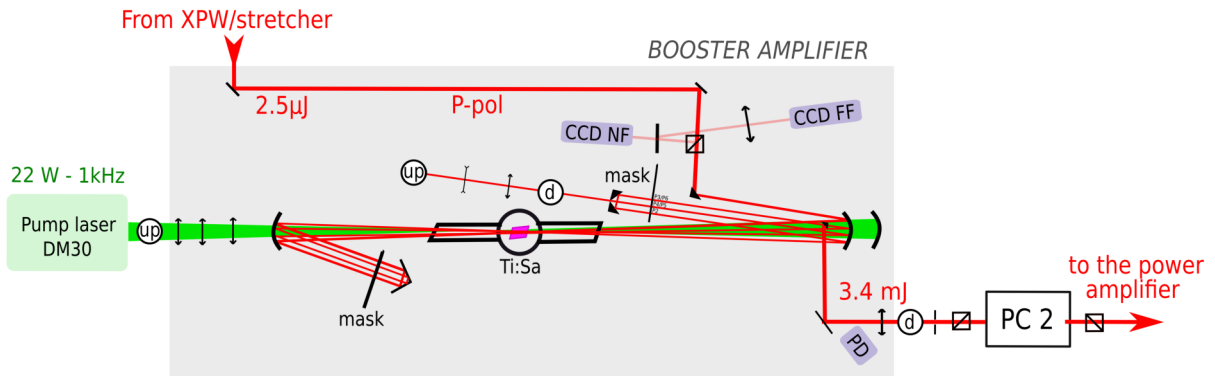 From XPW/stretcher
BOOSTER AMPLIFIER
2.5µJ
P-pol
CCD NF
CCD FF
22 W - 1kHz
Pump laser
DM30
up
up
d
mask
Ti:Sa
mask
3.4 mJ
PD
d
PC 2
to the power
amplifier